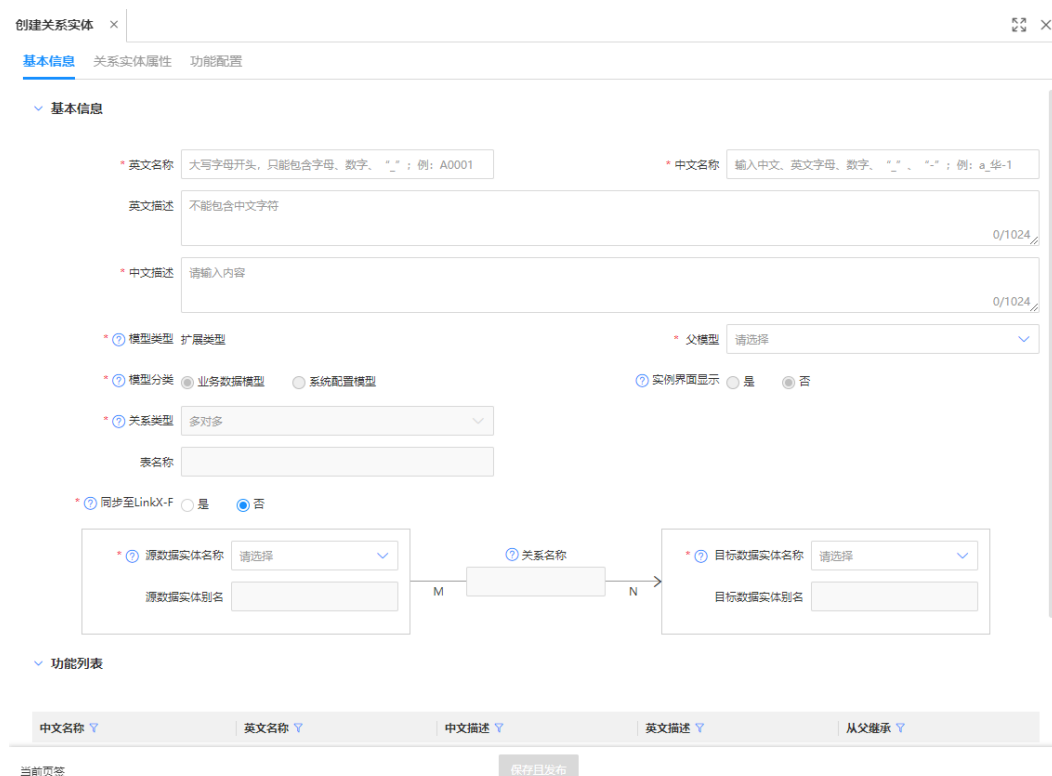 创建关系实体 ×
基本信息 关系实体属性 功能配置
基本信息
* 英文名称 大写字母开头，只能包含字母、数字、“_”；例：A0001 * 中文名称 输入中文、英文字母、数字、“_”、“-”；例：a_华-1
英文描述 不能包含中文字符
0/1024
* 中文描述 请输入内容
0/1024
* ? 模型类型 扩展类型 * 父模型 请选择
* ? 模型分类 业务数据模型 系统配置模型 ? 实例界面显示 是 否
* ? 关系类型 多对多
表名称
* ? 同步至LinkX-F 是 否
* ? 源数据实体名称 请选择 ? 关系名称 * ? 目标数据实体名称 请选择
源数据实体别名 M N 目标数据实体别名
功能列表
中文名称 英文名称 中文描述 英文描述 从父继承
当前页签 保存且发布